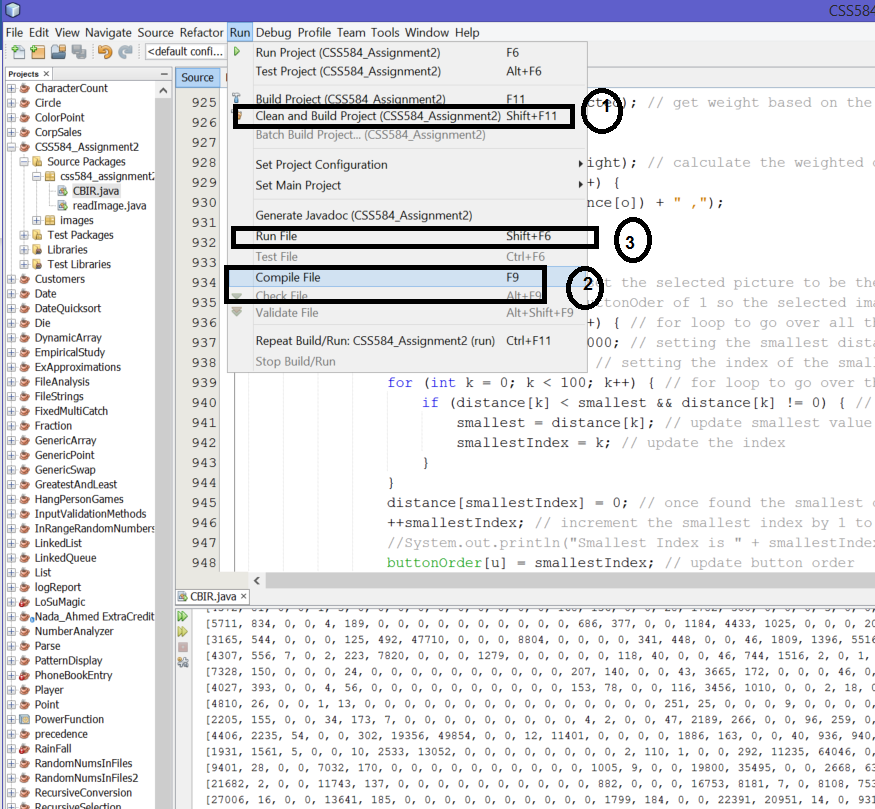 CSS584
File Edit View Navigate Source Refactor Run Debug Profile Team Tools Window Help
<default confi...
Run Project (CSS584_Assignment2) F6
Test Project (CSS584_Assignment2) Alt+F6
Build Project (CSS584_Assignment2) F11
Clean and Build Project (CSS584_Assignment2) Shift+F11
1
Batch Build Project... (CSS584_Assignment2)
Set Project Configuration
Set Main Project
Generate Javadoc (CSS584_Assignment2)
Run File Shift+F6
3
Test File Ctrl+F6
Compile File F9
2
Check File Alt+F9
Validate File Alt+Shift+F9
Repeat Build/Run: CSS584_Assignment2 (run) Ctrl+F11
Stop Build/Run
Projects ×
CharacterCount
Circle
ColorPoint
CorpSales
CSS584_Assignment2
Source Packages
css584_assignment2
CBIR.java
readImage.java
images
Test Packages
Libraries
Test Libraries
Customers
Date
DateQuicksort
Die
DynamicArray
EmpiricalStudy
ExApproximations
FileAnalysis
FileStrings
FixedMultiCatch
Fraction
GenericArray
GenericPoint
GenericSwap
GreatestAndLeast
HangPersonGames
InputValidationMethods
InRangeRandomNumbers
LinkedList
LinkedQueue
List
logReport
LoSuMagic
Nada_Ahmed ExtraCredit
NumberAnalyzer
Parse
PatternDisplay
PhoneBookEntry
Player
Point
PowerFunction
precedence
RainFall
RandomNumsInFiles
RandomNumsInFiles2
RecursiveConversion
RecursiveSelection
Source
925 cted); // get weight based on the
926
927
928 ight); // calculate the weighted
929 +) {
930 nce[o]) + " ,");
931
932
933
934 t the selected picture to be the
935 ttonOder of 1 so the selected ima
936 +) { // for loop to go over all th
937 000; // setting the smallest dista
938 // setting the index of the smal
939 for (int k = 0; k < 100; k++) { // for loop to go over th
940 if (distance[k] < smallest && distance[k] != 0) { //
941 smallest = distance[k]; // update smallest value
942 smallestIndex = k; // update the index
943 }
944 }
945 distance[smallestIndex] = 0; // once found the smallest
946 ++smallestIndex; // increment the smallest index by 1 to
947 //System.out.println("Smallest Index is " + smallestIndex
948 buttonOrder[u] = smallestIndex; // update button order
CBIR.java ×
[5711, 834, 0, 0, 4, 189, 0, 0, 0, 0, 0, 0, 0, 0, 0, 686, 377, 0, 0, 1184, 4433, 1025, 0, 0, 0, 20
[3165, 544, 0, 0, 0, 125, 492, 47710, 0, 0, 0, 8804, 0, 0, 0, 0, 341, 448, 0, 0, 46, 1809, 1396, 5516
[4307, 556, 7, 0, 2, 223, 7820, 0, 0, 0, 1279, 0, 0, 0, 0, 0, 118, 40, 0, 0, 46, 744, 1516, 2, 0, 1,
[7328, 150, 0, 0, 0, 24, 0, 0, 0, 0, 0, 0, 0, 0, 0, 207, 140, 0, 0, 43, 3665, 172, 0, 0, 0, 46, 0,
[4027, 393, 0, 0, 4, 56, 0, 0, 0, 0, 0, 0, 0, 0, 0, 153, 78, 0, 0, 116, 3456, 1010, 0, 0, 2, 18, 0
[4810, 26, 0, 0, 1, 13, 0, 0, 0, 0, 0, 0, 0, 0, 0, 0, 251, 25, 0, 0, 0, 9, 0, 0, 0, 0
[2205, 155, 0, 0, 34, 173, 7, 0, 0, 0, 0, 0, 0, 0, 0, 0, 4, 2, 0, 0, 47, 2189, 266, 0, 0, 96, 259, 0,
[4406, 2235, 54, 0, 0, 302, 19356, 49854, 0, 0, 12, 11401, 0, 0, 0, 0, 1886, 163, 0, 0, 40, 936, 940,
[1931, 1561, 5, 0, 0, 10, 2533, 13052, 0, 0, 0, 0, 0, 0, 0, 0, 2, 110, 1, 0, 0, 292, 11235, 64046, 0,
[9401, 28, 0, 0, 7032, 170, 0, 0, 0, 0, 0, 0, 0, 0, 0, 0, 1005, 9, 0, 0, 19800, 35495, 0, 0, 2668, 63
[21682, 2, 0, 0, 11743, 137, 0, 0, 0, 0, 0, 0, 0, 0, 0, 0, 882, 0, 0, 0, 16753, 8181, 7, 0, 8108, 753
[27006, 16, 0, 0, 13641, 185, 0, 0, 0, 0, 0, 0, 0, 0, 0, 0, 1799, 184, 0, 0, 22391, 20951, 14, 0, 931